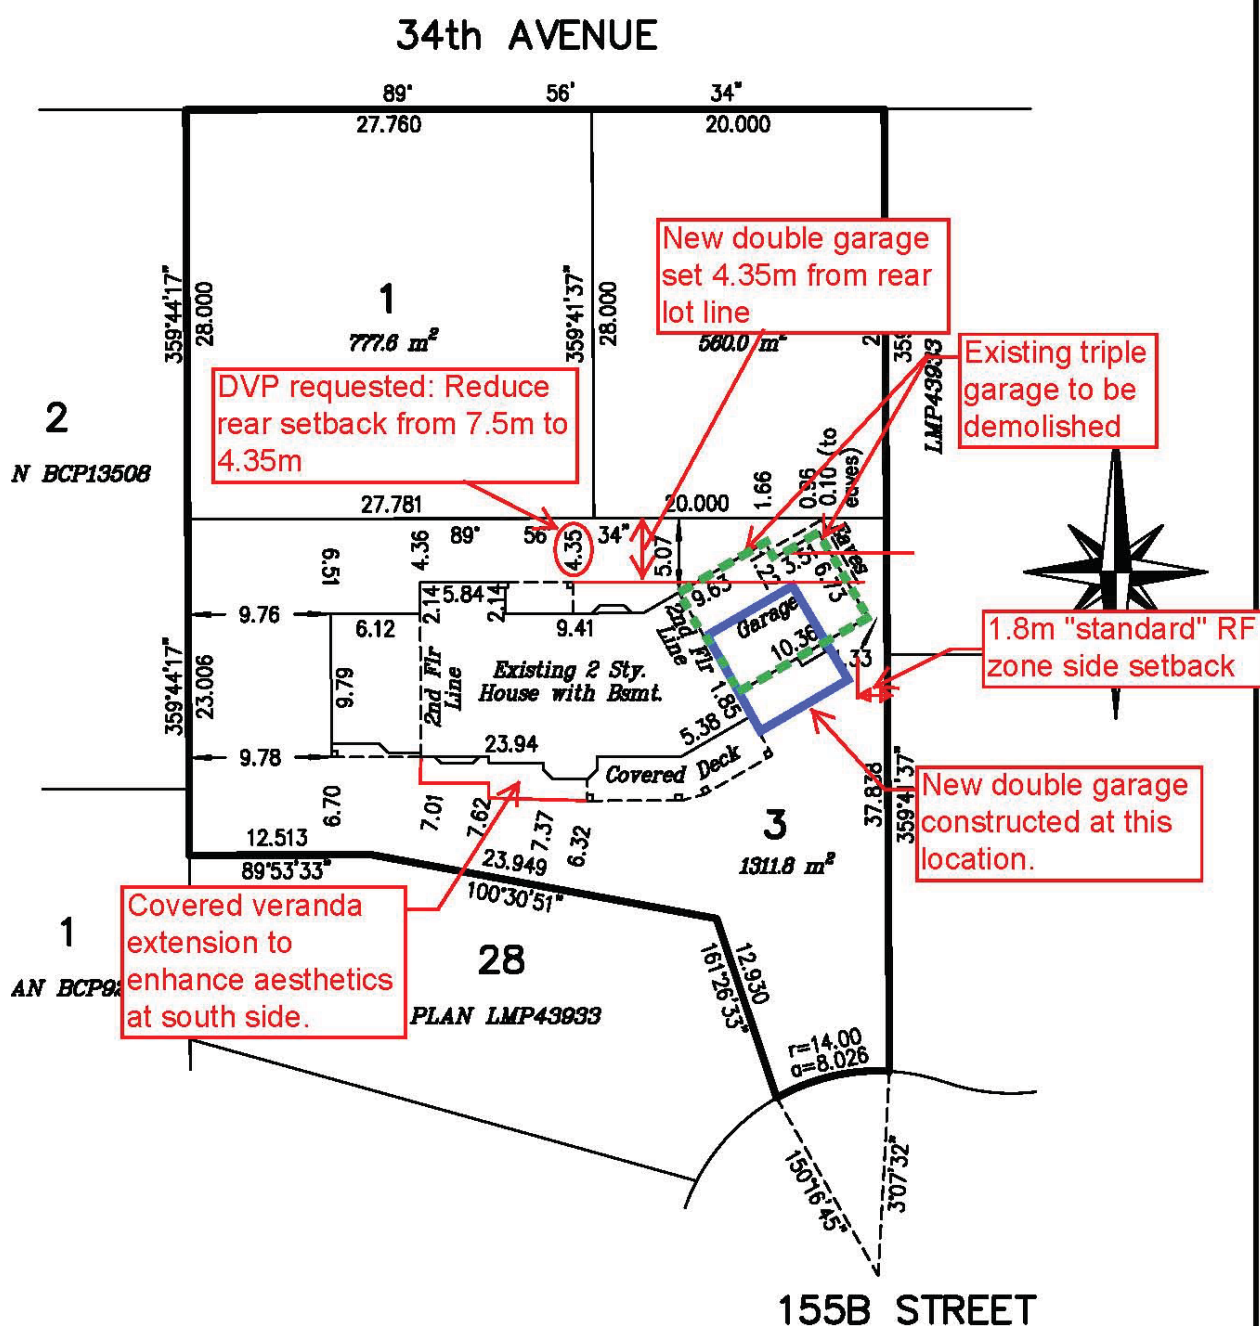 34th AVENUE
89° 56' 34"
27.760 20.000
359°44'17"
28.000
1
777.6 m²
359°41'37"
28.000
New double garage
set 4.35m from rear
lot line
560.0 m²
LMP43933
Existing triple
garage to be
demolished
DVP requested: Reduce
rear setback from 7.5m to
4.35m
2
N BCP13508
27.781 20.000
89° 56' 34"
1.66
0.96
0.10 (to
eaves)
Eaves
6.51
4.36
4.35
5.07
9.76
6.12
5.84
2.14
2.14
9.41
9.63
3.51
6.73
Garage
10.36
2nd Flr
Line
1.85
359°44'17"
23.006
9.79
2nd Flr
Line
Existing 2 Sty.
House with Bsmt.
1.8m "standard" RF
zone side setback
9.78
23.94
5.38
Covered Deck
6.70
7.01
7.62
7.37
6.32
3
1311.8 m²
37.838
359°41'37"
New double garage
constructed at this
location.
12.513
89°53'33"
23.949
100°30'51"
Covered veranda
extension to
enhance aesthetics
at south side.
1
AN BCP9
28
PLAN LMP43933
12.930
161°26'33"
r=14.00
a=8.026
150°16'45"
3°07'32"
155B STREET